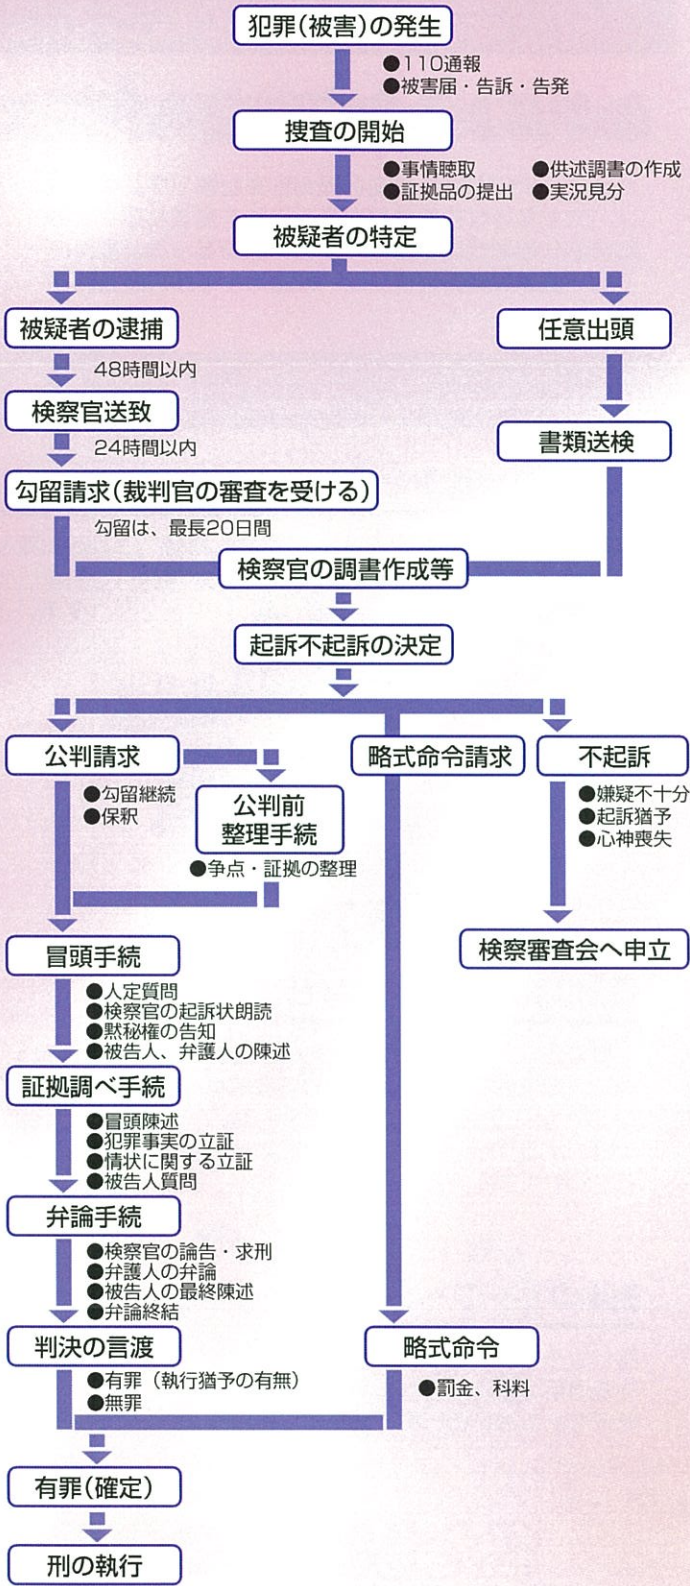 犯罪(被害)の発生
●110通報
●被害届・告訴・告発
捜査の開始
●事情聴取 ●供述調書の作成
●証拠品の提出 ●実況見分
被疑者の特定
被疑者の逮捕
任意出頭
48時間以内
検察官送致
24時間以内
書類送検
勾留請求(裁判官の審査を受ける)
勾留は、最長20日間
検察官の調書作成等
起訴不起訴の決定
公判請求
略式命令請求
不起訴
●勾留継続
●保釈
公判前
整理手続
●争点・証拠の整理
●嫌疑不十分
●起訴猶予
●心神喪失
検察審査会へ申立
冒頭手続
●人定質問
●検察官の起訴状朗読
●黙秘権の告知
●被告人、弁護人の陳述
証拠調べ手続
●冒頭陳述
●犯罪事実の立証
●情状に関する立証
●被告人質問
弁論手続
●検察官の論告・求刑
●弁護人の弁論
●被告人の最終陳述
●弁論終結
判決の言渡
略式命令
●有罪（執行猶予の有無）
●無罪
●罰金、科料
有罪(確定)
刑の執行